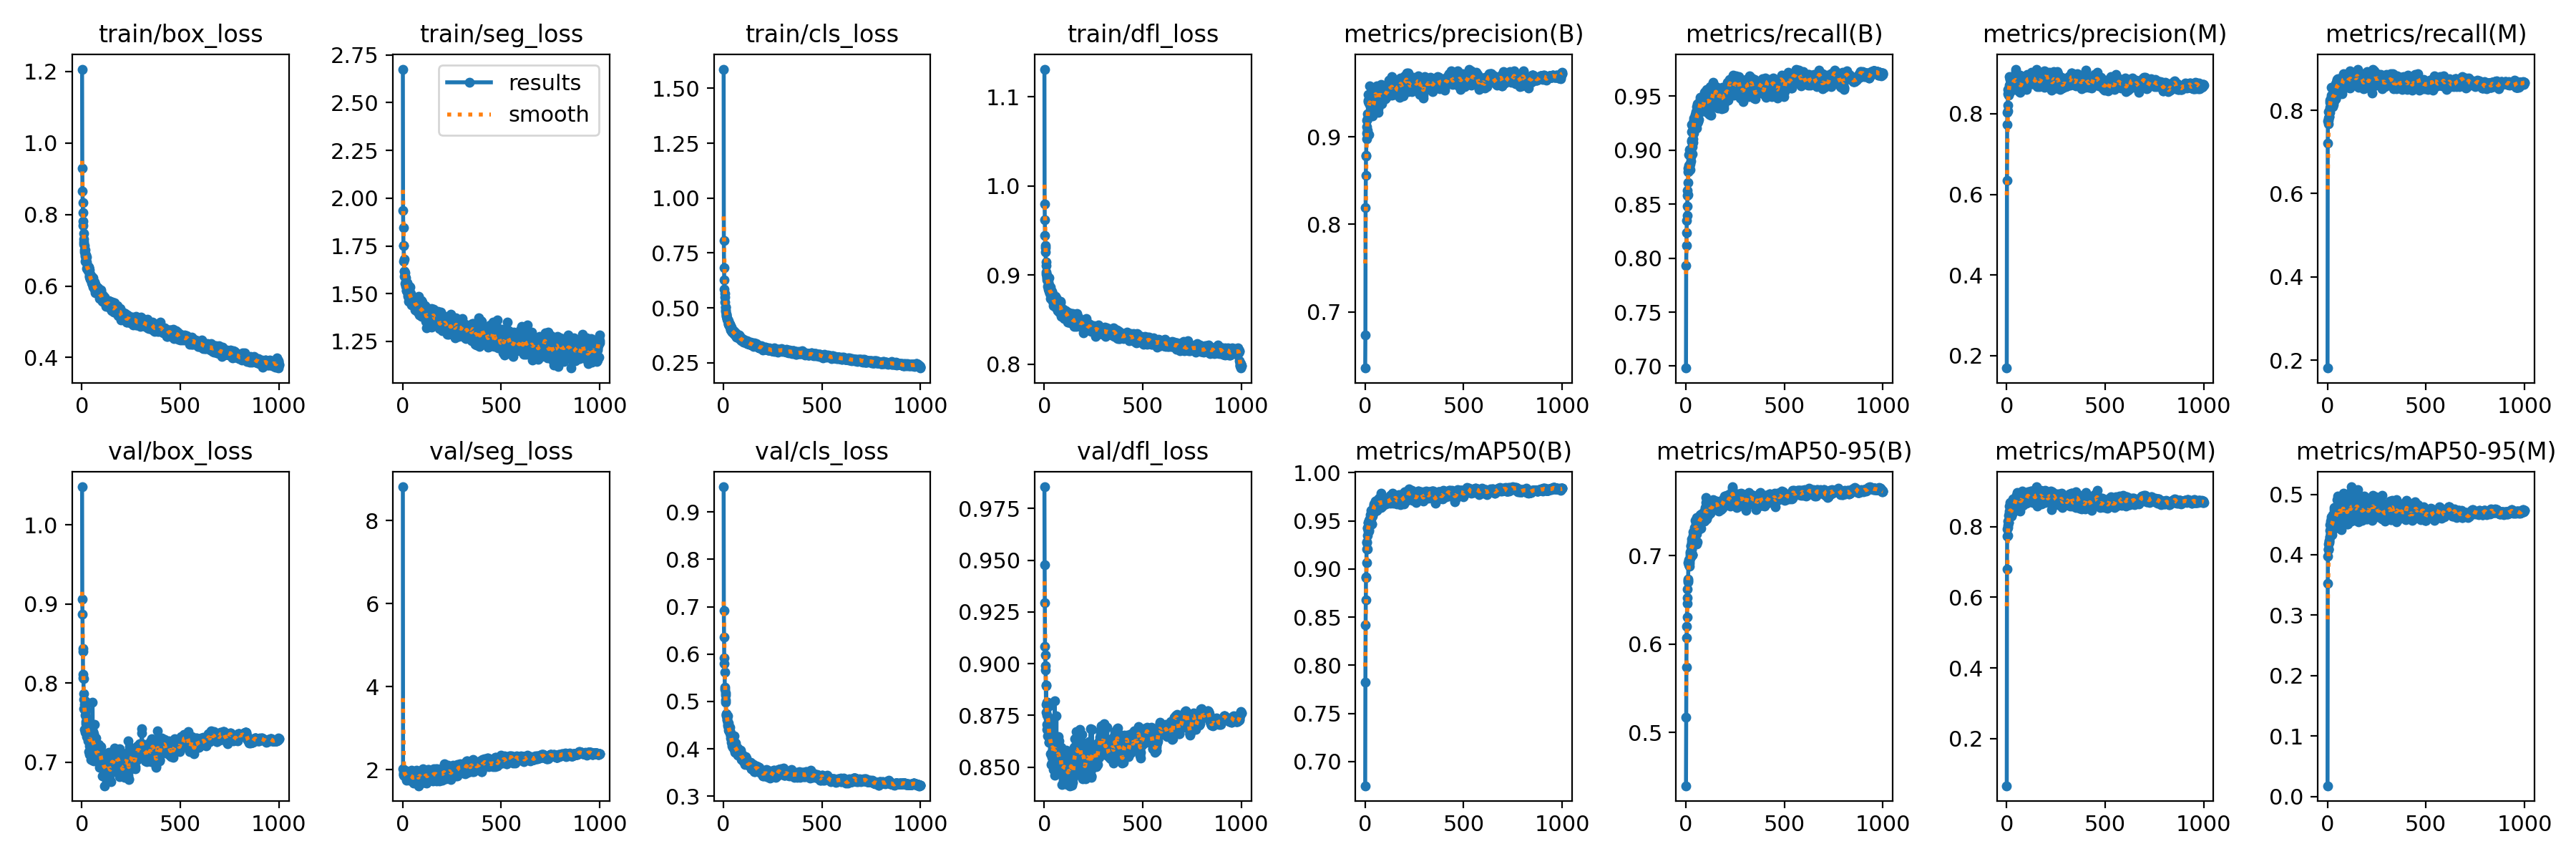 train/box_loss
1.2
1.0
0.8
0.6
0.4
0 500 1000
train/seg_loss
2.75
2.50
2.25
2.00
1.75
1.50
1.25
results
smooth
0 500 1000
train/cls_loss
1.50
1.25
1.00
0.75
0.50
0.25
0 500 1000
train/dfl_loss
1.1
1.0
0.9
0.8
0 500 1000
metrics/precision(B)
0.9
0.8
0.7
0 500 1000
metrics/recall(B)
0.95
0.90
0.85
0.80
0.75
0.70
0 500 1000
metrics/precision(M)
0.8
0.6
0.4
0.2
0 500 1000
metrics/recall(M)
0.8
0.6
0.4
0.2
0 500 1000
val/box_loss
1.0
0.9
0.8
0.7
0 500 1000
val/seg_loss
8
6
4
2
0 500 1000
val/cls_loss
0.9
0.8
0.7
0.6
0.5
0.4
0.3
0 500 1000
val/dfl_loss
0.975
0.950
0.925
0.900
0.875
0.850
0 500 1000
metrics/mAP50(B)
1.00
0.95
0.90
0.85
0.80
0.75
0.70
0 500 1000
metrics/mAP50-95(B)
0.7
0.6
0.5
0 500 1000
metrics/mAP50(M)
0.8
0.6
0.4
0.2
0 500 1000
metrics/mAP50-95(M)
0.5
0.4
0.3
0.2
0.1
0.0
0 500 1000